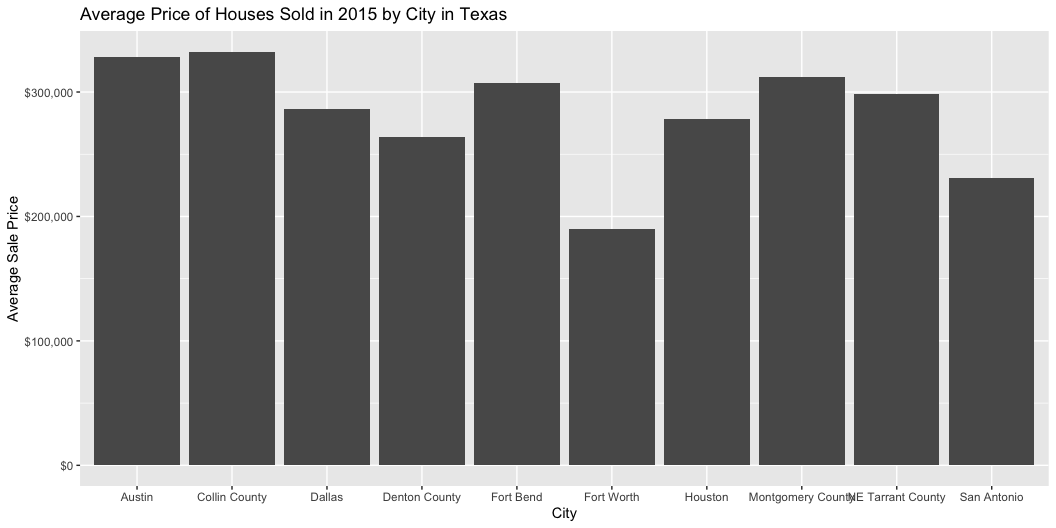 Average Price of Houses Sold in 2015 by City in Texas
Average Sale Price
$300,000
$200,000
$100,000
$0
Austin
Collin County
Dallas
Denton County
Fort Bend
Fort Worth
Houston
Montgomery County
NE Tarrant County
San Antonio
City